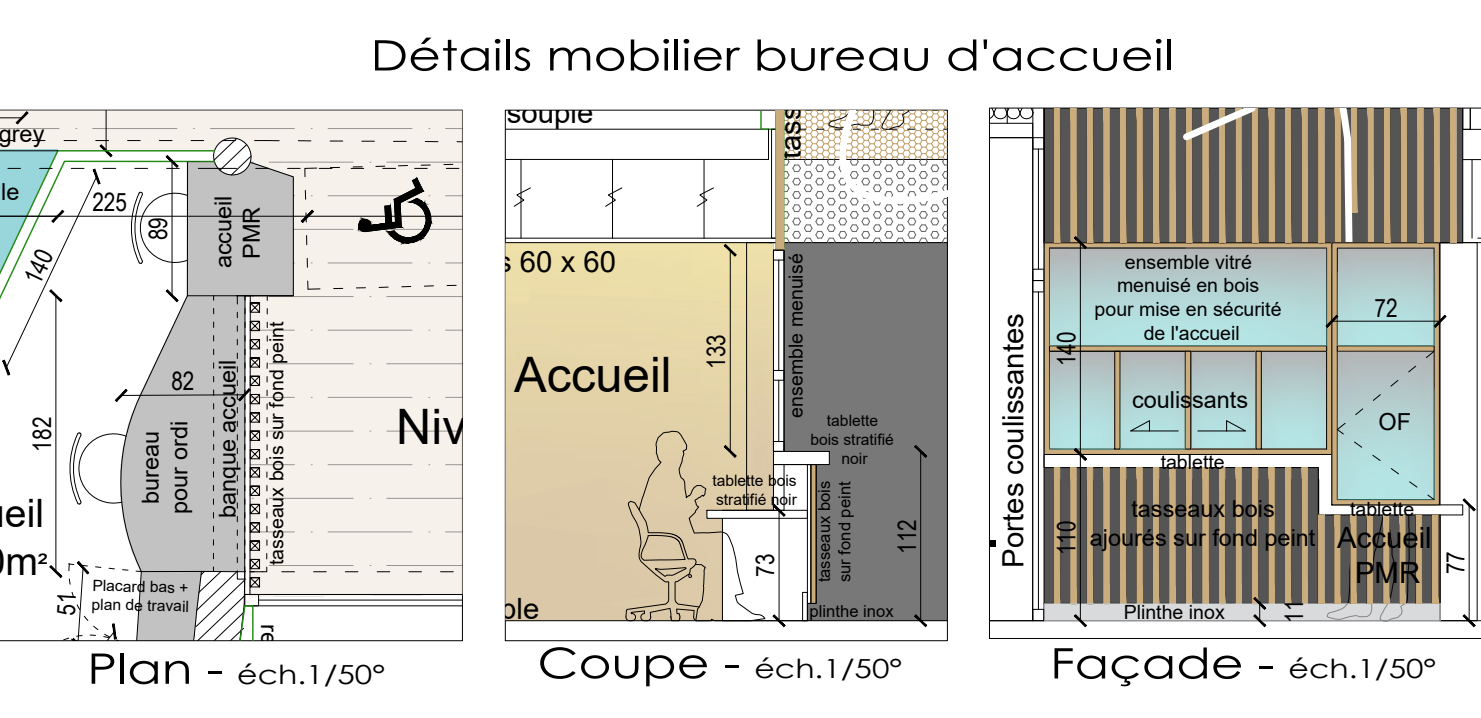 Détails mobilier bureau d'accueil
grey
le
225
89
140
accueil
PMR
182
82
bureau
pour ordi
banque accueil
tasseaux bois sur fond peint
Niv
ueil
0m²
51
Placard bas +
plan de travail
re
Plan - éch.1/50°
souple
tass
s 60 x 60
Accueil
133
ensemble menuisé
tablette
bois stratifié
noir
tablette bois
stratifié noir
tasseaux bois
sur fond peint
73
112
ple
plinthe inox
Coupe - éch.1/50°
Portes coulissantes
ensemble vitré
menuisé en bois
pour mise en sécurité
de l'accueil
140
72
coulissants
OF
tablette
tablette
tasseaux bois
ajourés sur fond peint
Accueil
PMR
110
77
Plinthe inox
11
Façade - éch.1/50°